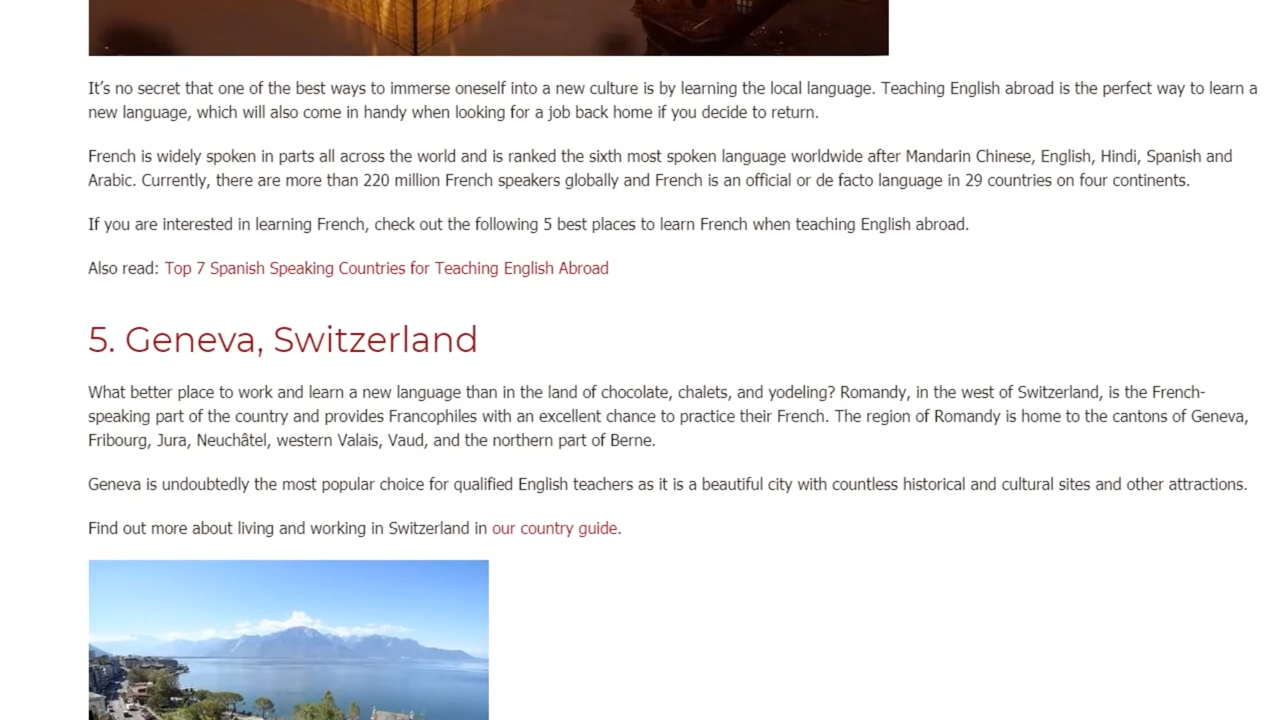 It’s no secret that one of the best ways to immerse oneself into a new culture is by learning the local language. Teaching English abroad is the perfect way to learn a
new language, which will also come in handy when looking for a job back home if you decide to return.
French is widely spoken in parts all across the world and is ranked the sixth most spoken language worldwide after Mandarin Chinese, English, Hindi, Spanish and
Arabic. Currently, there are more than 220 million French speakers globally and French is an official or de facto language in 29 countries on four continents.
If you are interested in learning French, check out the following 5 best places to learn French when teaching English abroad.
Also read: Top 7 Spanish Speaking Countries for Teaching English Abroad
5. Geneva, Switzerland
What better place to work and learn a new language than in the land of chocolate, chalets, and yodeling? Romandy, in the west of Switzerland, is the French-
speaking part of the country and provides Francophiles with an excellent chance to practice their French. The region of Romandy is home to the cantons of Geneva,
Fribourg, Jura, Neuchâtel, western Valais, Vaud, and the northern part of Berne.
Geneva is undoubtedly the most popular choice for qualified English teachers as it is a beautiful city with countless historical and cultural sites and other attractions.
Find out more about living and working in Switzerland in our country guide.